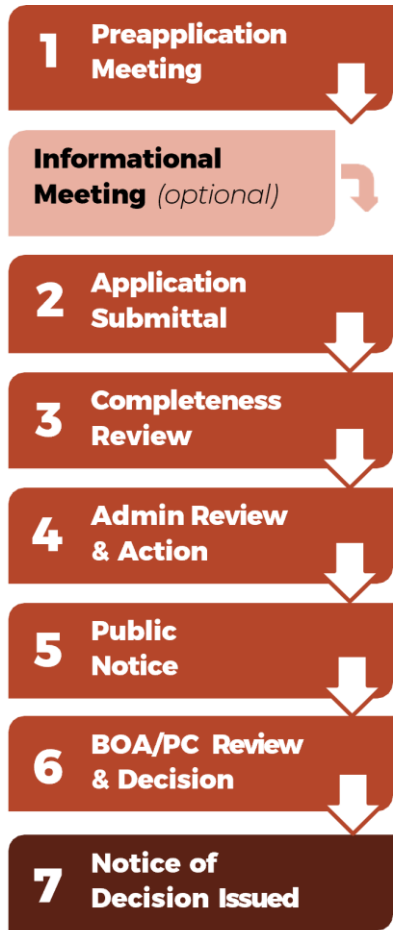 1 Preapplication
Meeting
Informational
Meeting (optional)
2 Application
Submittal
3 Completeness
Review
4 Admin Review
& Action
5 Public
Notice
6 BOA/PC Review
& Decision
7 Notice of
Decision Issued